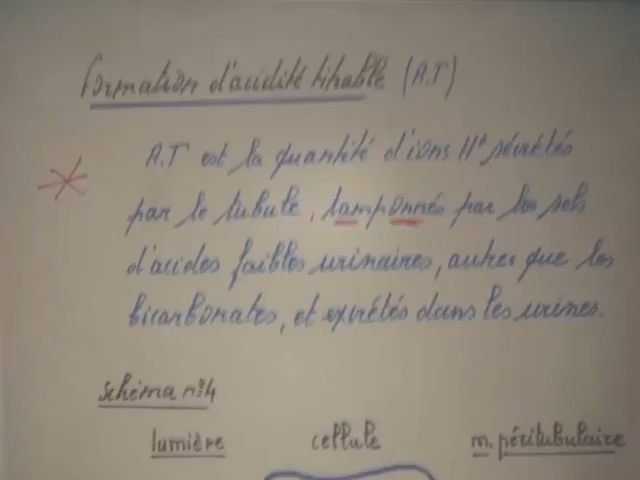 Formation d'acidité titrable (A.T)
A.T est la quantité d'ions H⁺ sécrétés
par le tubule, tamponnés par les sels
d'acides faibles urinaires, autres que les
bicarbonates, et excrétés dans les urines.
Schéma n°4
lumière cellule m. péritubulaire